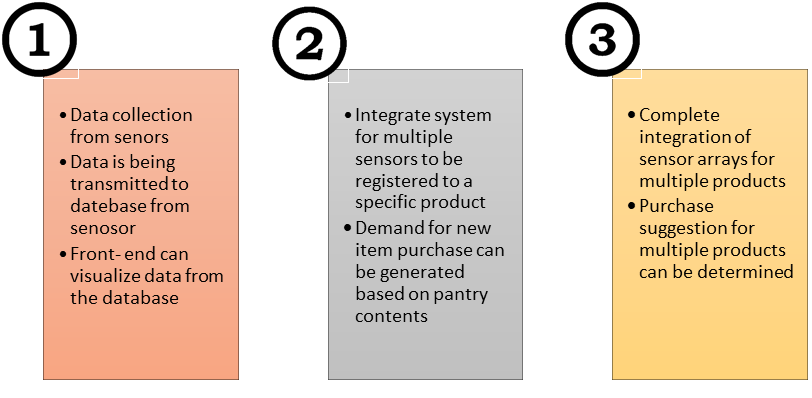 1
• Data collection
from senors
• Data is being
transmitted to
datebase from
senosor
• Front- end can
visualize data from
the database
2
• Integrate system
for multiple
sensors to be
registered to a
specific product
• Demand for new
item purchase can
be generated
based on pantry
contents
3
• Complete
integration of
sensor arrays for
multiple products
• Purchase
suggestion for
multiple products
can be determined